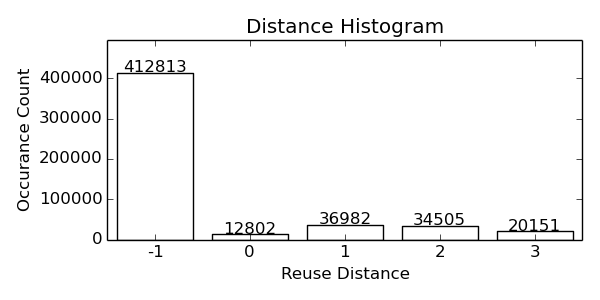 Distance Histogram
Occurance Count
400000
300000
200000
100000
0
412813
12802
36982
34505
20151
-1 0 1 2 3
Reuse Distance